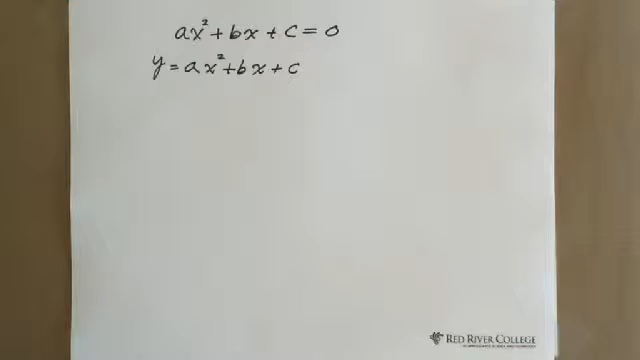 ax² + bx + c = 0
y = ax² + bx + c
RED RIVER COLLEGE